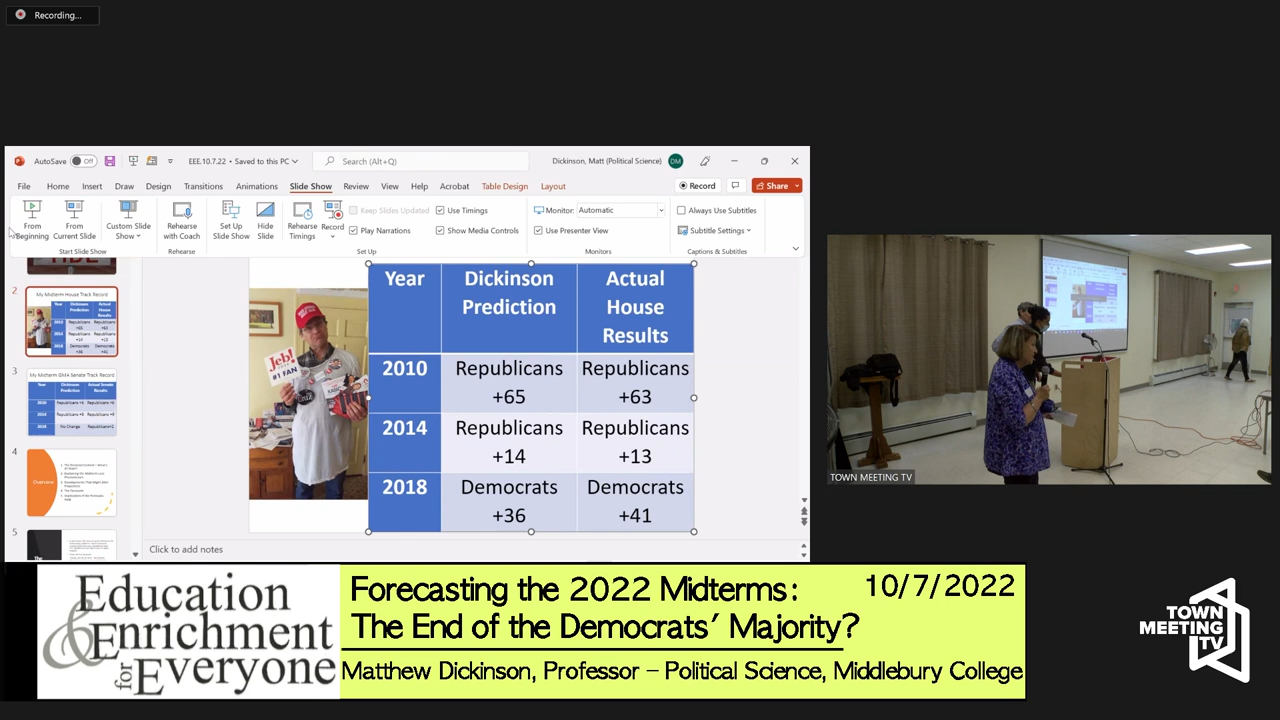 Recording...
AutoSave Off EEE.10.7.22 • Saved to this PC Search (Alt+Q) Dickinson, Matt (Political Science) DM
File Home Insert Draw Design Transitions Animations Slide Show Review View Help Acrobat Table Design Layout Record Share
From Beginning
From Current Slide
Custom Slide Show
Rehearse with Coach
Set Up Slide Show
Hide Slide
Rehearse Timings
Record
Keep Slides Updated
Play Narrations
Use Timings
Show Media Controls
Monitor: Automatic
Use Presenter View
Always Use Subtitles
Subtitle Settings
Start Slide Show Rehearse Set Up Monitors Captions & Subtitles
2
My Midterm House Track Record
3
My Midterm GMA Senate Track Record
4
Overview
5
The
Jeb!
#1 FAN
Year Dickinson Prediction Actual House Results
2010 Republicans +65 Republicans +63
2014 Republicans +14 Republicans +13
2018 Democrats +36 Democrats +41
Click to add notes
TOWN MEETING TV
Education & Enrichment for Everyone
Forecasting the 2022 Midterms: 10/7/2022
The End of the Democrats' Majority?
Matthew Dickinson, Professor – Political Science, Middlebury College
TOWN
MEETING
TV